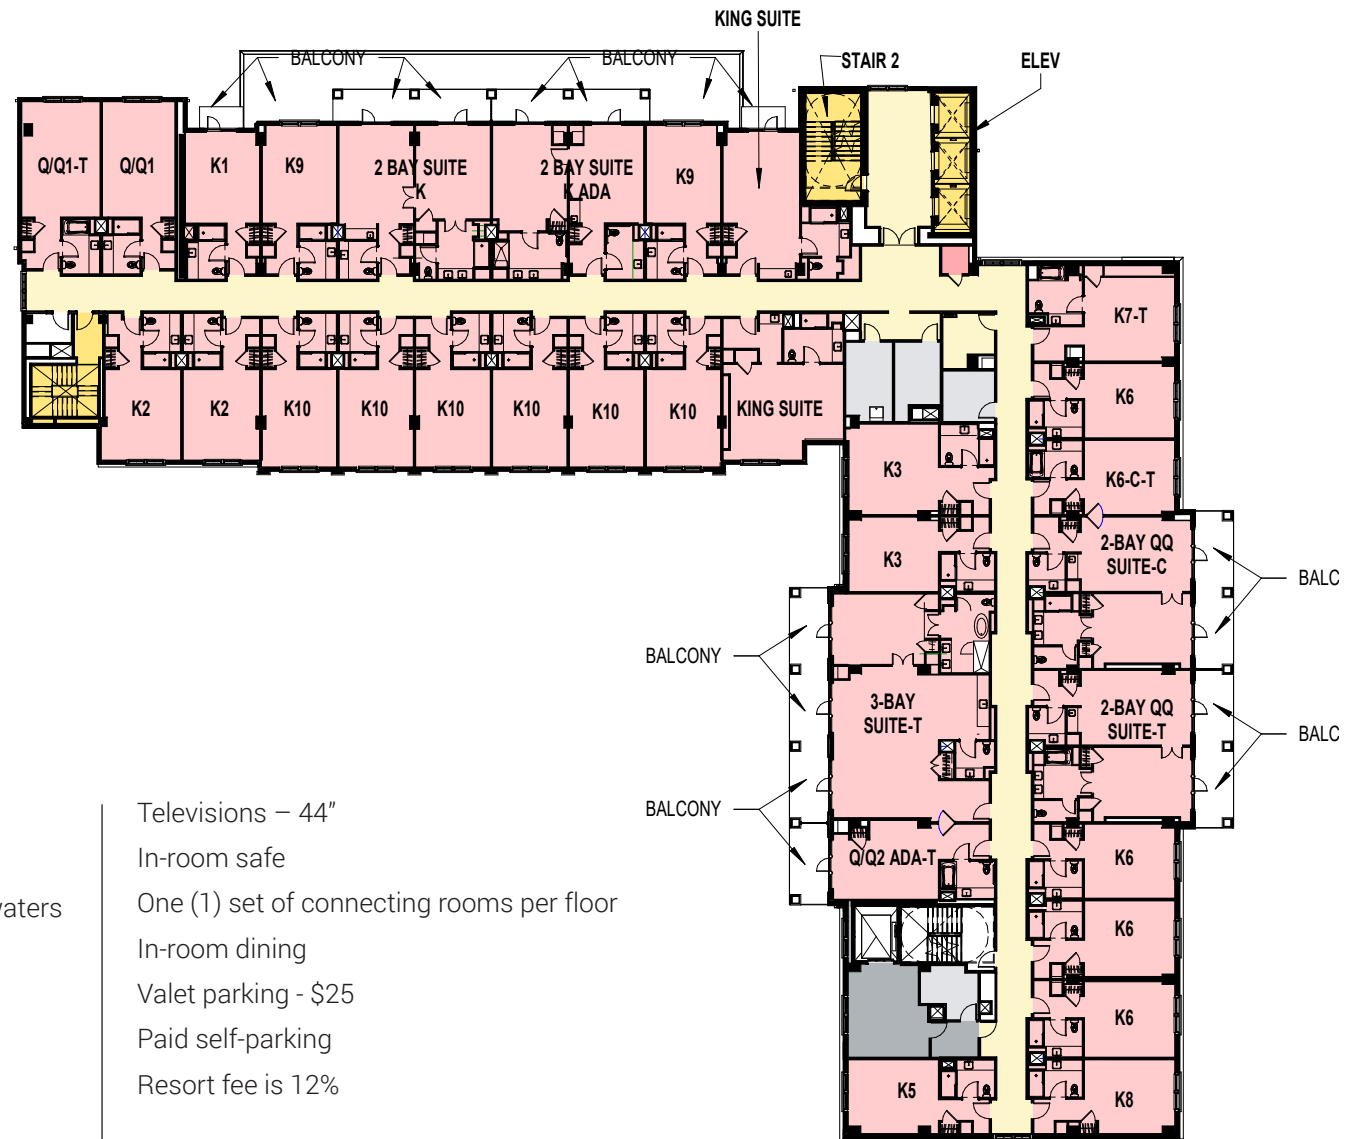 KING SUITE
BALCONY
BALCONY
STAIR 2
ELEV
Q/Q1-T
Q/Q1
K1
K9
2 BAY SUITE
K
2 BAY SUITE
K ADA
K9
K2
K2
K10
K10
K10
K10
K10
K10
KING SUITE
K7-T
K6
K6-C-T
K3
K3
2-BAY QQ
SUITE-C
BALC
BALCONY
3-BAY
SUITE-T
2-BAY QQ
SUITE-T
BALC
BALCONY
Q/Q2 ADA-T
K6
K6
K6
K5
K8
vaters
Televisions – 44”
In-room safe
One (1) set of connecting rooms per floor
In-room dining
Valet parking - $25
Paid self-parking
Resort fee is 12%